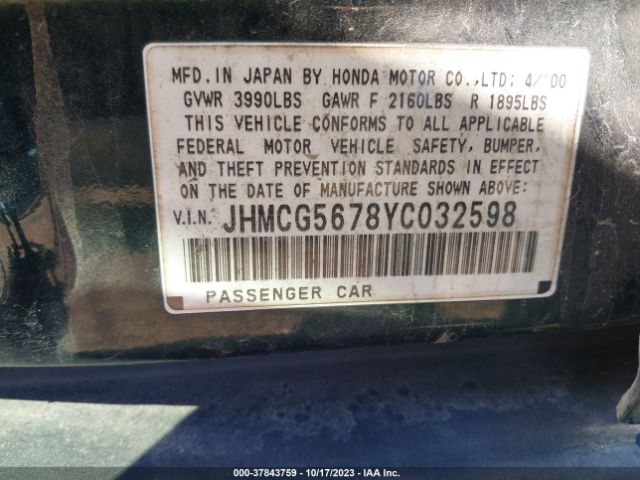 MFD. IN JAPAN BY HONDA MOTOR CO.,LTD; 4/00
GVWR 3990LBS GAWR F 2160LBS R 1895LBS
THIS VEHICLE CONFORMS TO ALL APPLICABLE
FEDERAL MOTOR VEHICLE SAFETY, BUMPER,
AND THEFT PREVENTION STANDARDS IN EFFECT
ON THE DATE OF MANUFACTURE SHOWN ABOVE:
V.I.N. JHMCG5678YC032598
PASSENGER CAR
000-37843759 - 10/17/2023 - IAA Inc.